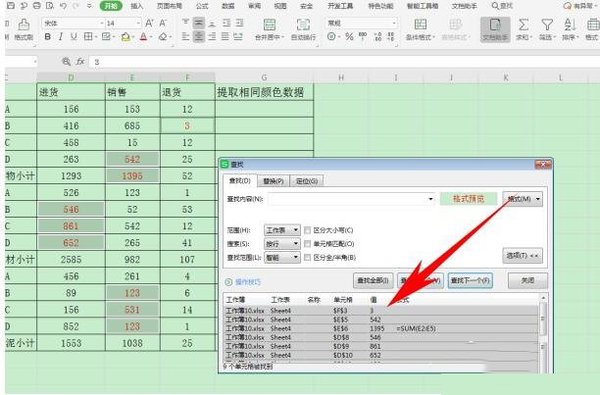 开始 插入 页面布局 公式 数据 审阅 视图 安全 开发工具 特色功能 智能工具箱 文档助手 查找
宋体 14 常规
格式刷 B I U A 合并居中 自动换行 条件格式 表格样式 文档助手 求和 筛选 排序
fx 3
C D E F G H I J K L
进货 销售 退货 提取相同颜色数据
A 156 153 12
B 416 685 3
C 458 15 12
D 263 542 25
物小计 1293 1395 52
A 526 123 1
B 546 52 53
C 861 542 12
D 652 265 41
材小计 2585 982 107
A 456 261 4
B 89 123 6
C 156 531 14
D 852 123 1
泥小计 1553 1038 25
查找
查找(D) 替换(P) 定位(G)
查找内容(N): 格式预览 格式(M)
范围(H): 工作表 区分大小写(C)
搜索(S): 按行 单元格匹配(O)
查找范围(L): 智能 区分全/半角(B)
选项(T) <<
操作技巧 查找全部(I) 查找下一个(F) 关闭
工作簿 工作表 名称 单元格 值
工作簿10.xlsx Sheet4 $F$3 3
工作簿10.xlsx Sheet4 $E$5 542
工作簿10.xlsx Sheet4 $E$6 1395 =SUM(E2:E5)
工作簿10.xlsx Sheet4 $D$8 546
工作簿10.xlsx Sheet4 $D$9 861
工作簿10.xlsx Sheet4 $D$10 652
9 个单元格被找到